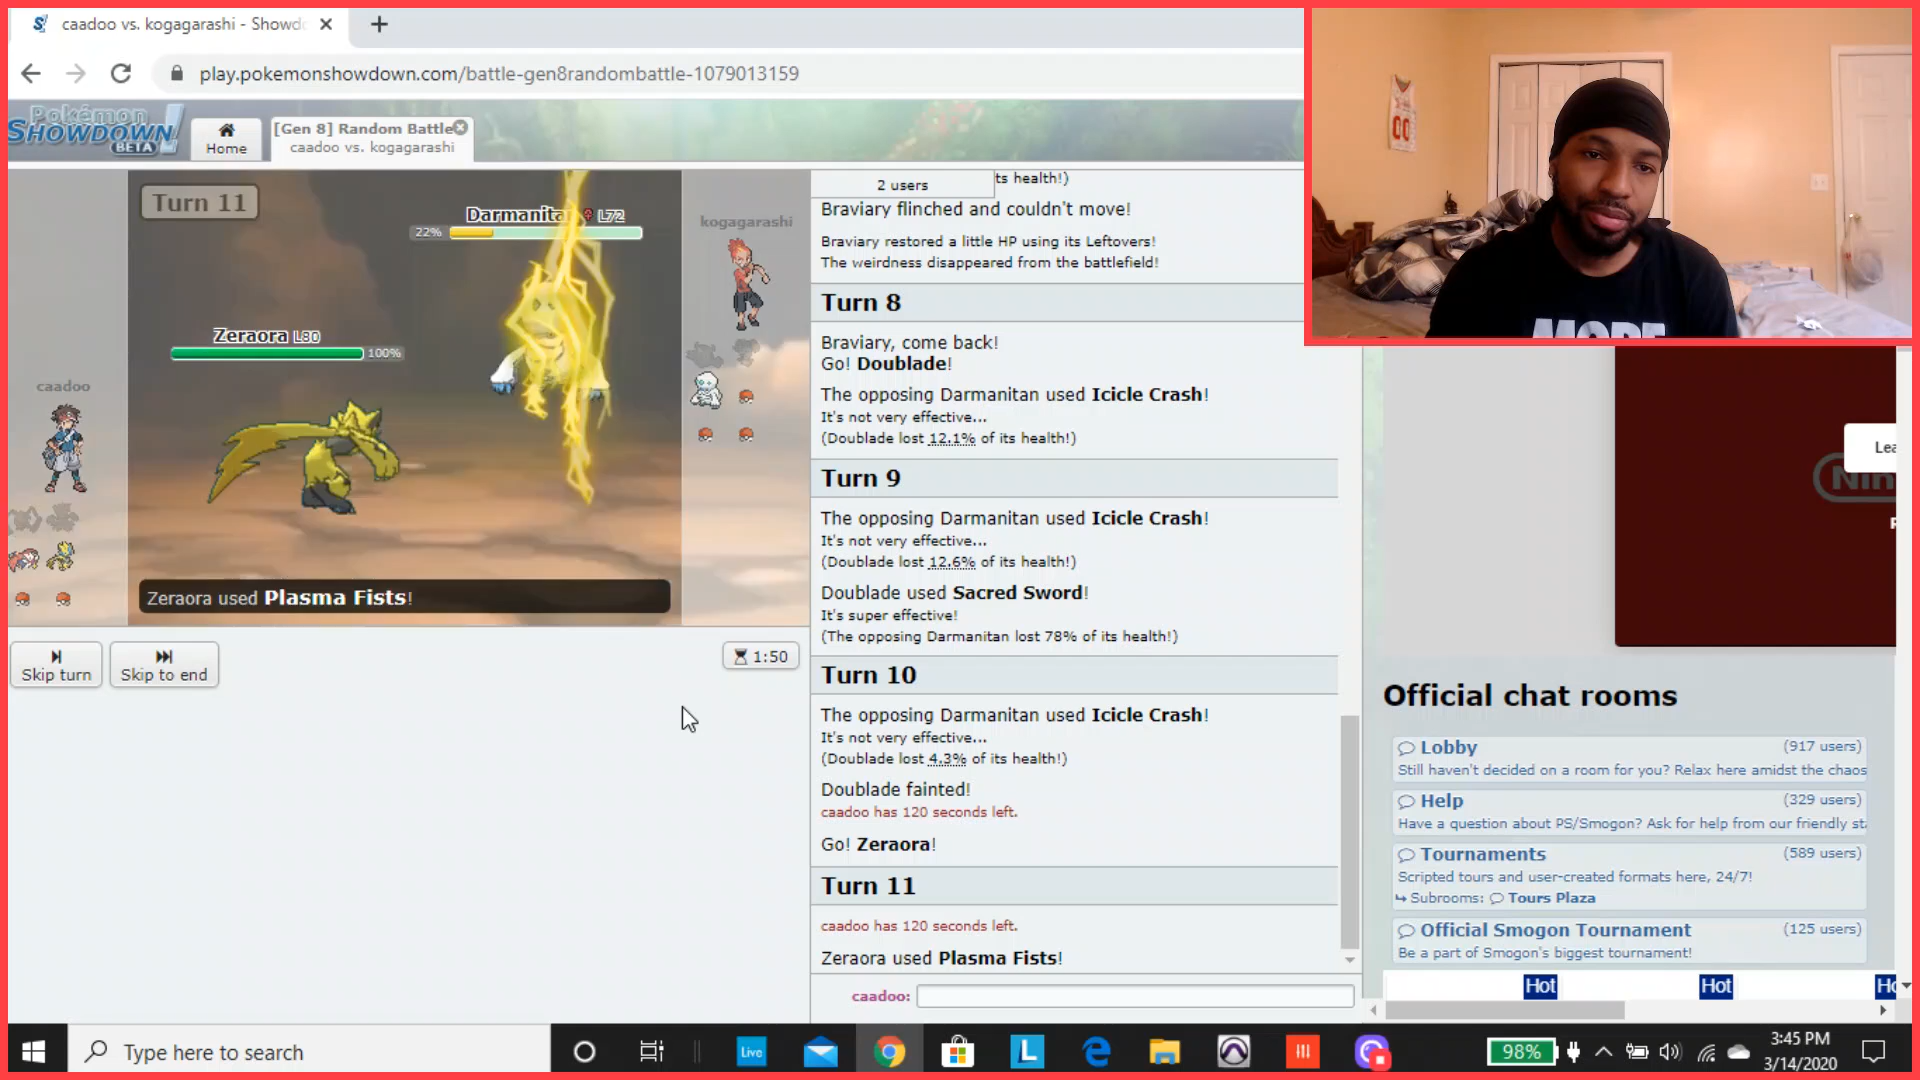 caadoo vs. kogagarashi - Showd
play.pokemonshowdown.com/battle-gen8randombattle-1079013159
Pokémon
SHOWDOWN!
BETA
Home
[Gen 8] Random Battle
caadoo vs. kogagarashi
Turn 11
Darmanita L72
22%
kogagarashi
Zeraora L80
100%
caadoo
Zeraora used Plasma Fists!
Skip turn
Skip to end
1:50
2 users
ts health!)
Braviary flinched and couldn't move!
Braviary restored a little HP using its Leftovers!
The weirdness disappeared from the battlefield!
Turn 8
Braviary, come back!
Go! Doublade!
The opposing Darmanitan used Icicle Crash!
It's not very effective...
(Doublade lost 12.1% of its health!)
Turn 9
The opposing Darmanitan used Icicle Crash!
It's not very effective...
(Doublade lost 12.6% of its health!)
Doublade used Sacred Sword!
It's super effective!
(The opposing Darmanitan lost 78% of its health!)
Turn 10
The opposing Darmanitan used Icicle Crash!
It's not very effective...
(Doublade lost 4.3% of its health!)
Doublade fainted!
caadoo has 120 seconds left.
Go! Zeraora!
Turn 11
caadoo has 120 seconds left.
Zeraora used Plasma Fists!
caadoo:
00
MORE
Lea
Nin
Official chat rooms
Lobby (917 users)
Still haven't decided on a room for you? Relax here amidst the chaos
Help (329 users)
Have a question about PS/Smogon? Ask for help from our friendly st
Tournaments (589 users)
Scripted tours and user-created formats here, 24/7!
Subrooms: Tours Plaza
Official Smogon Tournament (125 users)
Be a part of Smogon's biggest tournament!
Hot
Hot
Ho
Type here to search
Live
L
98%
3:45 PM
3/14/2020